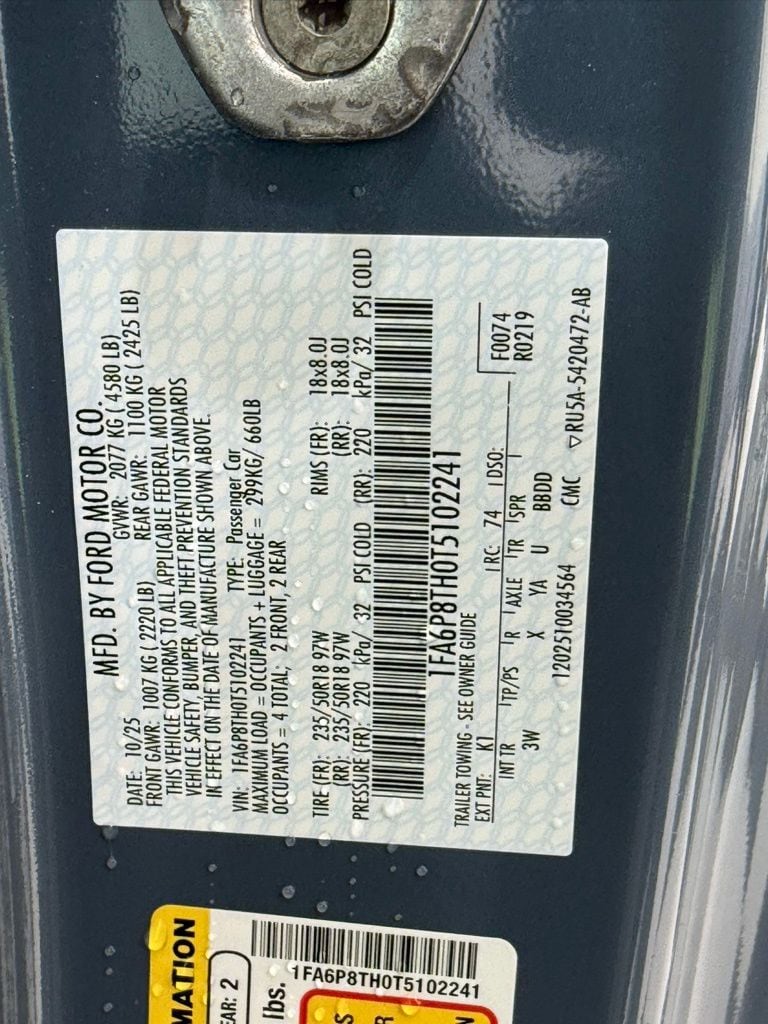 MFD. BY FORD MOTOR CO.
DATE: 10/25 GVWR: 2077 KG ( 4580 LB)
FRONT GAWR: 1007 KG ( 2220 LB) REAR GAWR: 1100 KG ( 2425 LB)
THIS VEHICLE CONFORMS TO ALL APPLICABLE FEDERAL MOTOR
VEHICLE SAFETY, BUMPER, AND THEFT PREVENTION STANDARDS
IN EFFECT ON THE DATE OF MANUFACTURE SHOWN ABOVE.
VIN: 1FA6P8TH0T5102241 TYPE: Passenger Car
MAXIMUM LOAD = OCCUPANTS + LUGGAGE = 299KG/ 660LB
OCCUPANTS = 4 TOTAL; 2 FRONT, 2 REAR
TIRE (FR): 235/50R18 97W RIMS (FR): 18x8.0J
(RR): 235/50R18 97W (RR): 18x8.0J
PRESSURE (FR): 220 kPa/ 32 PSI COLD (RR): 220 kPa/ 32 PSI COLD
1FA6P8TH0T5102241
TRAILER TOWING - SEE OWNER GUIDE F0074
EXT PNT: K1 RC: 74 DSO: R0219
INT TR TP/PS R AXLE TR SPR
3W X YA U BBDD
1202510034564 CMC ▽RU5A-5420472-AB
MATION
EAR: 2
lbs.
1FA6P8TH0T5102241